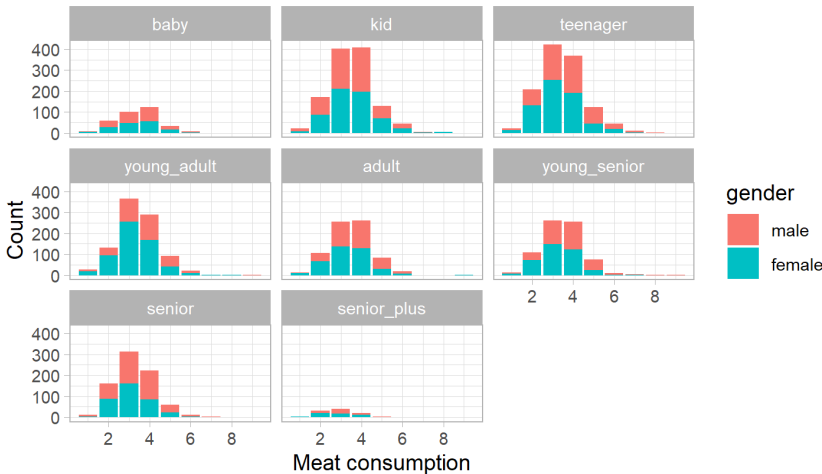 baby kid teenager
400
300
200
100
0
young_adult adult young_senior
400
300
200
100
0
2 4 6 8
senior senior_plus
400
300
200
100
0
2 4 6 8 2 4 6 8
Count
Meat consumption
gender
male
female